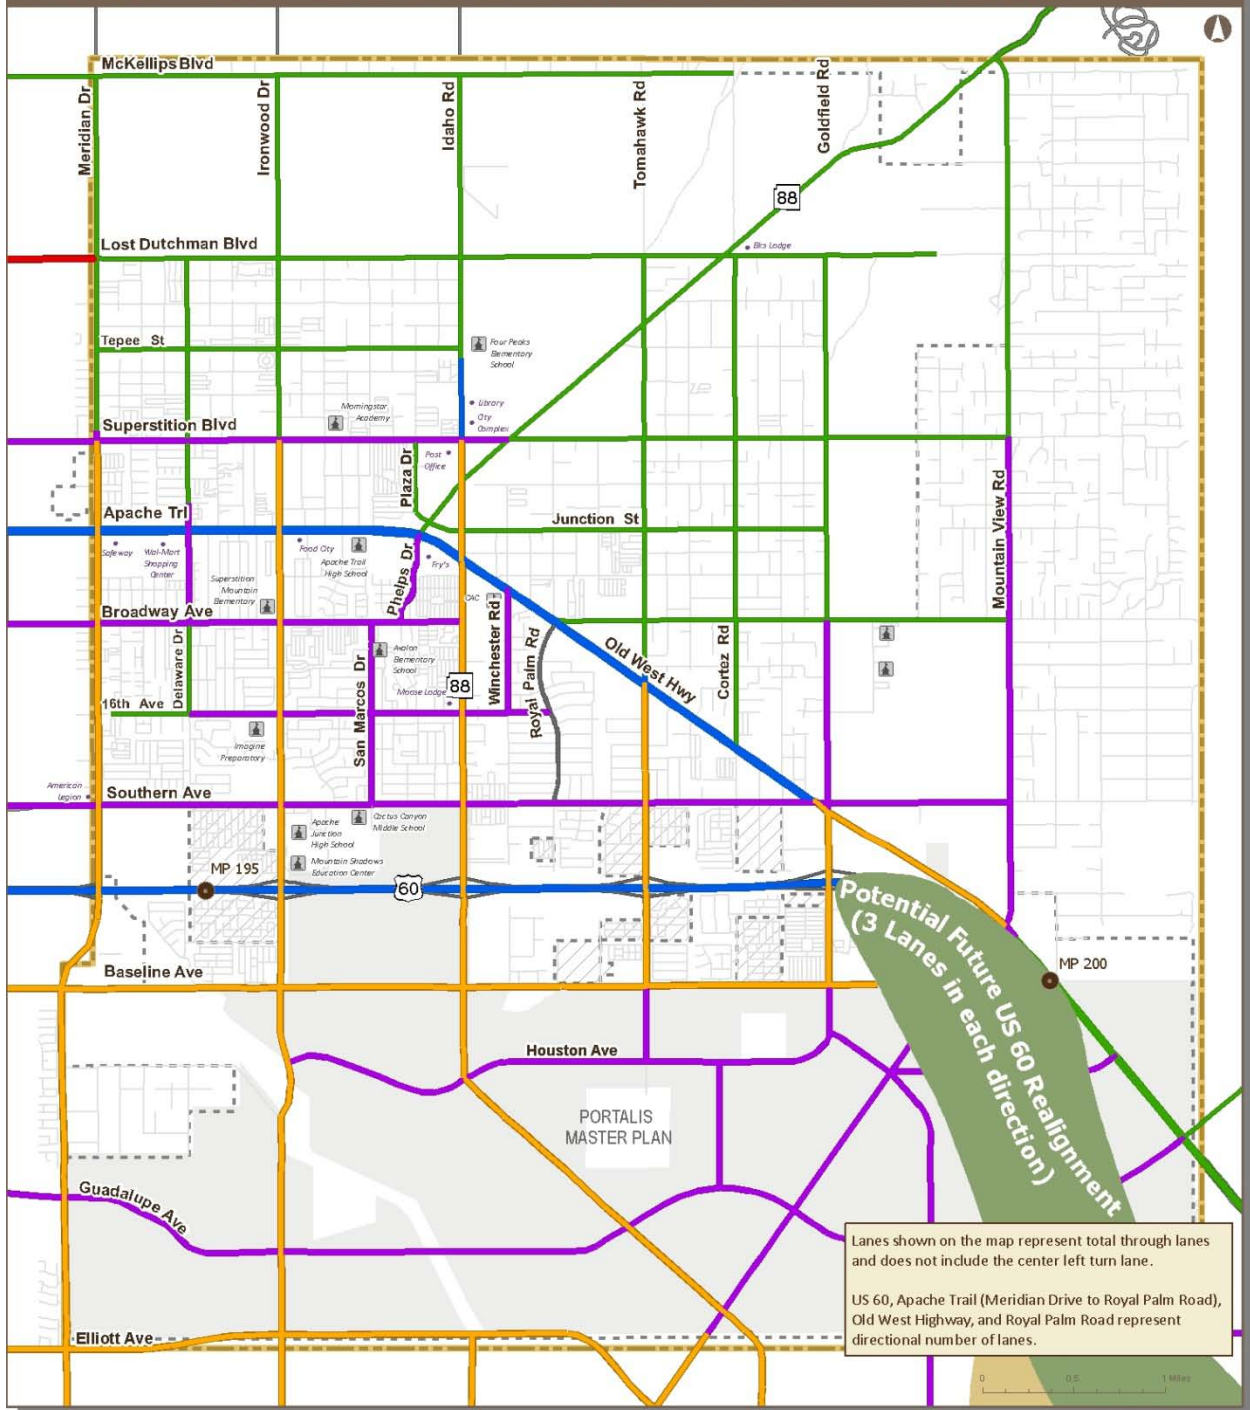 McKellips Blvd
Meridian Dr
Ironwood Dr
Idaho Rd
Tomahawk Rd
Goldfield Rd
88
Lost Dutchman Blvd
Elks Lodge
Tepee St
Four Peaks
Elementary
School
Library
City
Complex
Morningstar
Academy
Superstition Blvd
Post
Office
Plaza Dr
Mountain View Rd
Apache Trl
Junction St
Safeway
Wal-Mart
Shopping
Center
Food City
Apache Trail
High School
Phelps Dr
Fry's
Superstition
Mountain
Elementary
CAC
Broadway Ave
Winchester Rd
Royal Palm Rd
Old West Hwy
Cortez Rd
Delaware Dr
San Marcos Dr
Avalon
Elementary
School
Moose Lodge
88
16th Ave
Imagine
Preparatory
American
Legion
Southern Ave
Apache
Junction
High School
Cactus Canyon
Middle School
Mountain Shadows
Education Center
MP 195
60
Potential Future US 60 Realignment
(3 Lanes in each direction)
MP 200
Baseline Ave
Houston Ave
PORTALIS
MASTER PLAN
Guadalupe Ave
Lanes shown on the map represent total through lanes
and does not include the center left turn lane.
US 60, Apache Trail (Meridian Drive to Royal Palm Road),
Old West Highway, and Royal Palm Road represent
directional number of lanes.
Elliott Ave
0 0.5 1 Miles